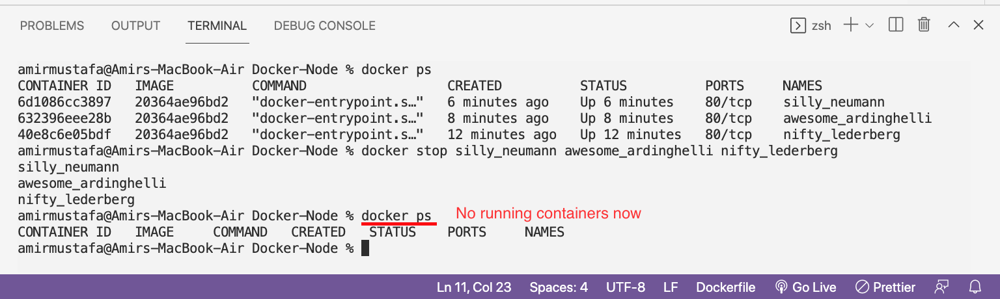 PROBLEMS OUTPUT TERMINAL DEBUG CONSOLE zsh
amirmustafa@Amirs-MacBook-Air Docker-Node % docker ps
CONTAINER ID IMAGE COMMAND CREATED STATUS PORTS NAMES
6d1086cc3897 20364ae96bd2 "docker-entrypoint.s…" 6 minutes ago Up 6 minutes 80/tcp silly_neumann
632396eee28b 20364ae96bd2 "docker-entrypoint.s…" 8 minutes ago Up 8 minutes 80/tcp awesome_ardinghelli
40e8c6e05bdf 20364ae96bd2 "docker-entrypoint.s…" 12 minutes ago Up 12 minutes 80/tcp nifty_lederberg
amirmustafa@Amirs-MacBook-Air Docker-Node % docker stop silly_neumann awesome_ardinghelli nifty_lederberg
silly_neumann
awesome_ardinghelli
nifty_lederberg
amirmustafa@Amirs-MacBook-Air Docker-Node % docker ps No running containers now
CONTAINER ID IMAGE COMMAND CREATED STATUS PORTS NAMES
amirmustafa@Amirs-MacBook-Air Docker-Node %
Ln 11, Col 23 Spaces: 4 UTF-8 LF Dockerfile Go Live Prettier